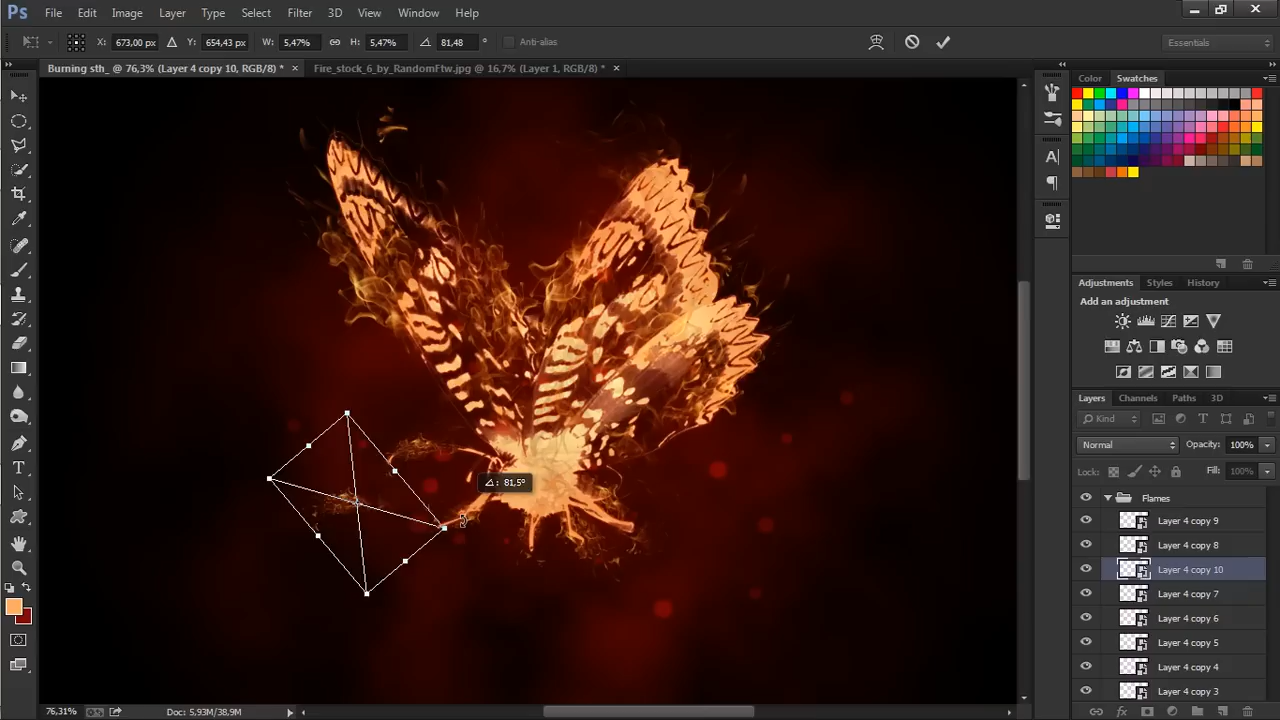 Ps File Edit Image Layer Type Select Filter 3D View Window Help
X: 673,00 px Y: 654,43 px W: 5,47% H: 5,47% 81,48 ° Anti-alias Essentials
Burning sth_ @ 76,3% (Layer 4 copy 10, RGB/8) * × Fire_stock_6_by_RandomFtw.jpg @ 16,7% (Layer 1, RGB/8) * ×
Color Swatches
Adjustments Styles History
Add an adjustment
Layers Channels Paths 3D
Kind
Normal Opacity: 100%
Lock: Fill: 100%
Flames
Layer 4 copy 9
Layer 4 copy 8
Layer 4 copy 10
Layer 4 copy 7
Layer 4 copy 6
Layer 4 copy 5
Layer 4 copy 4
Layer 4 copy 3
: 81,5°
76,31% Doc: 5,93M/38,9M